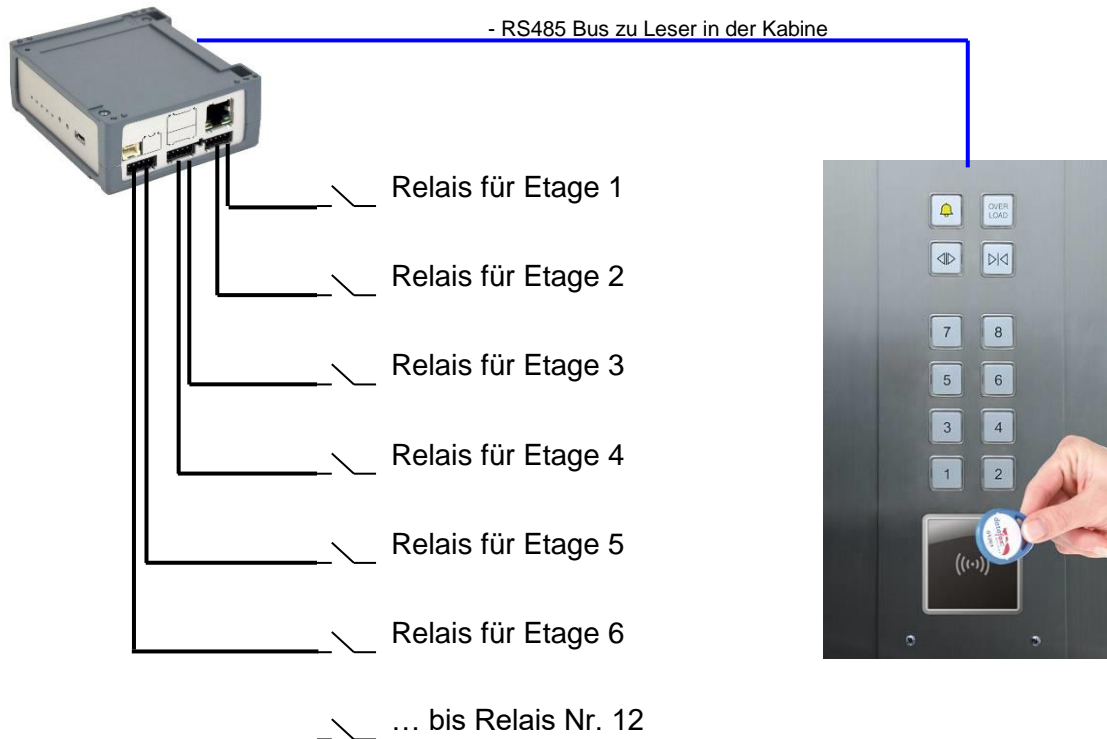 - RS485 Bus zu Leser in der Kabine
Relais für Etage 1
Relais für Etage 2
Relais für Etage 3
Relais für Etage 4
Relais für Etage 5
Relais für Etage 6
… bis Relais Nr. 12
OVER
LOAD
7 8
5 6
3 4
1 2